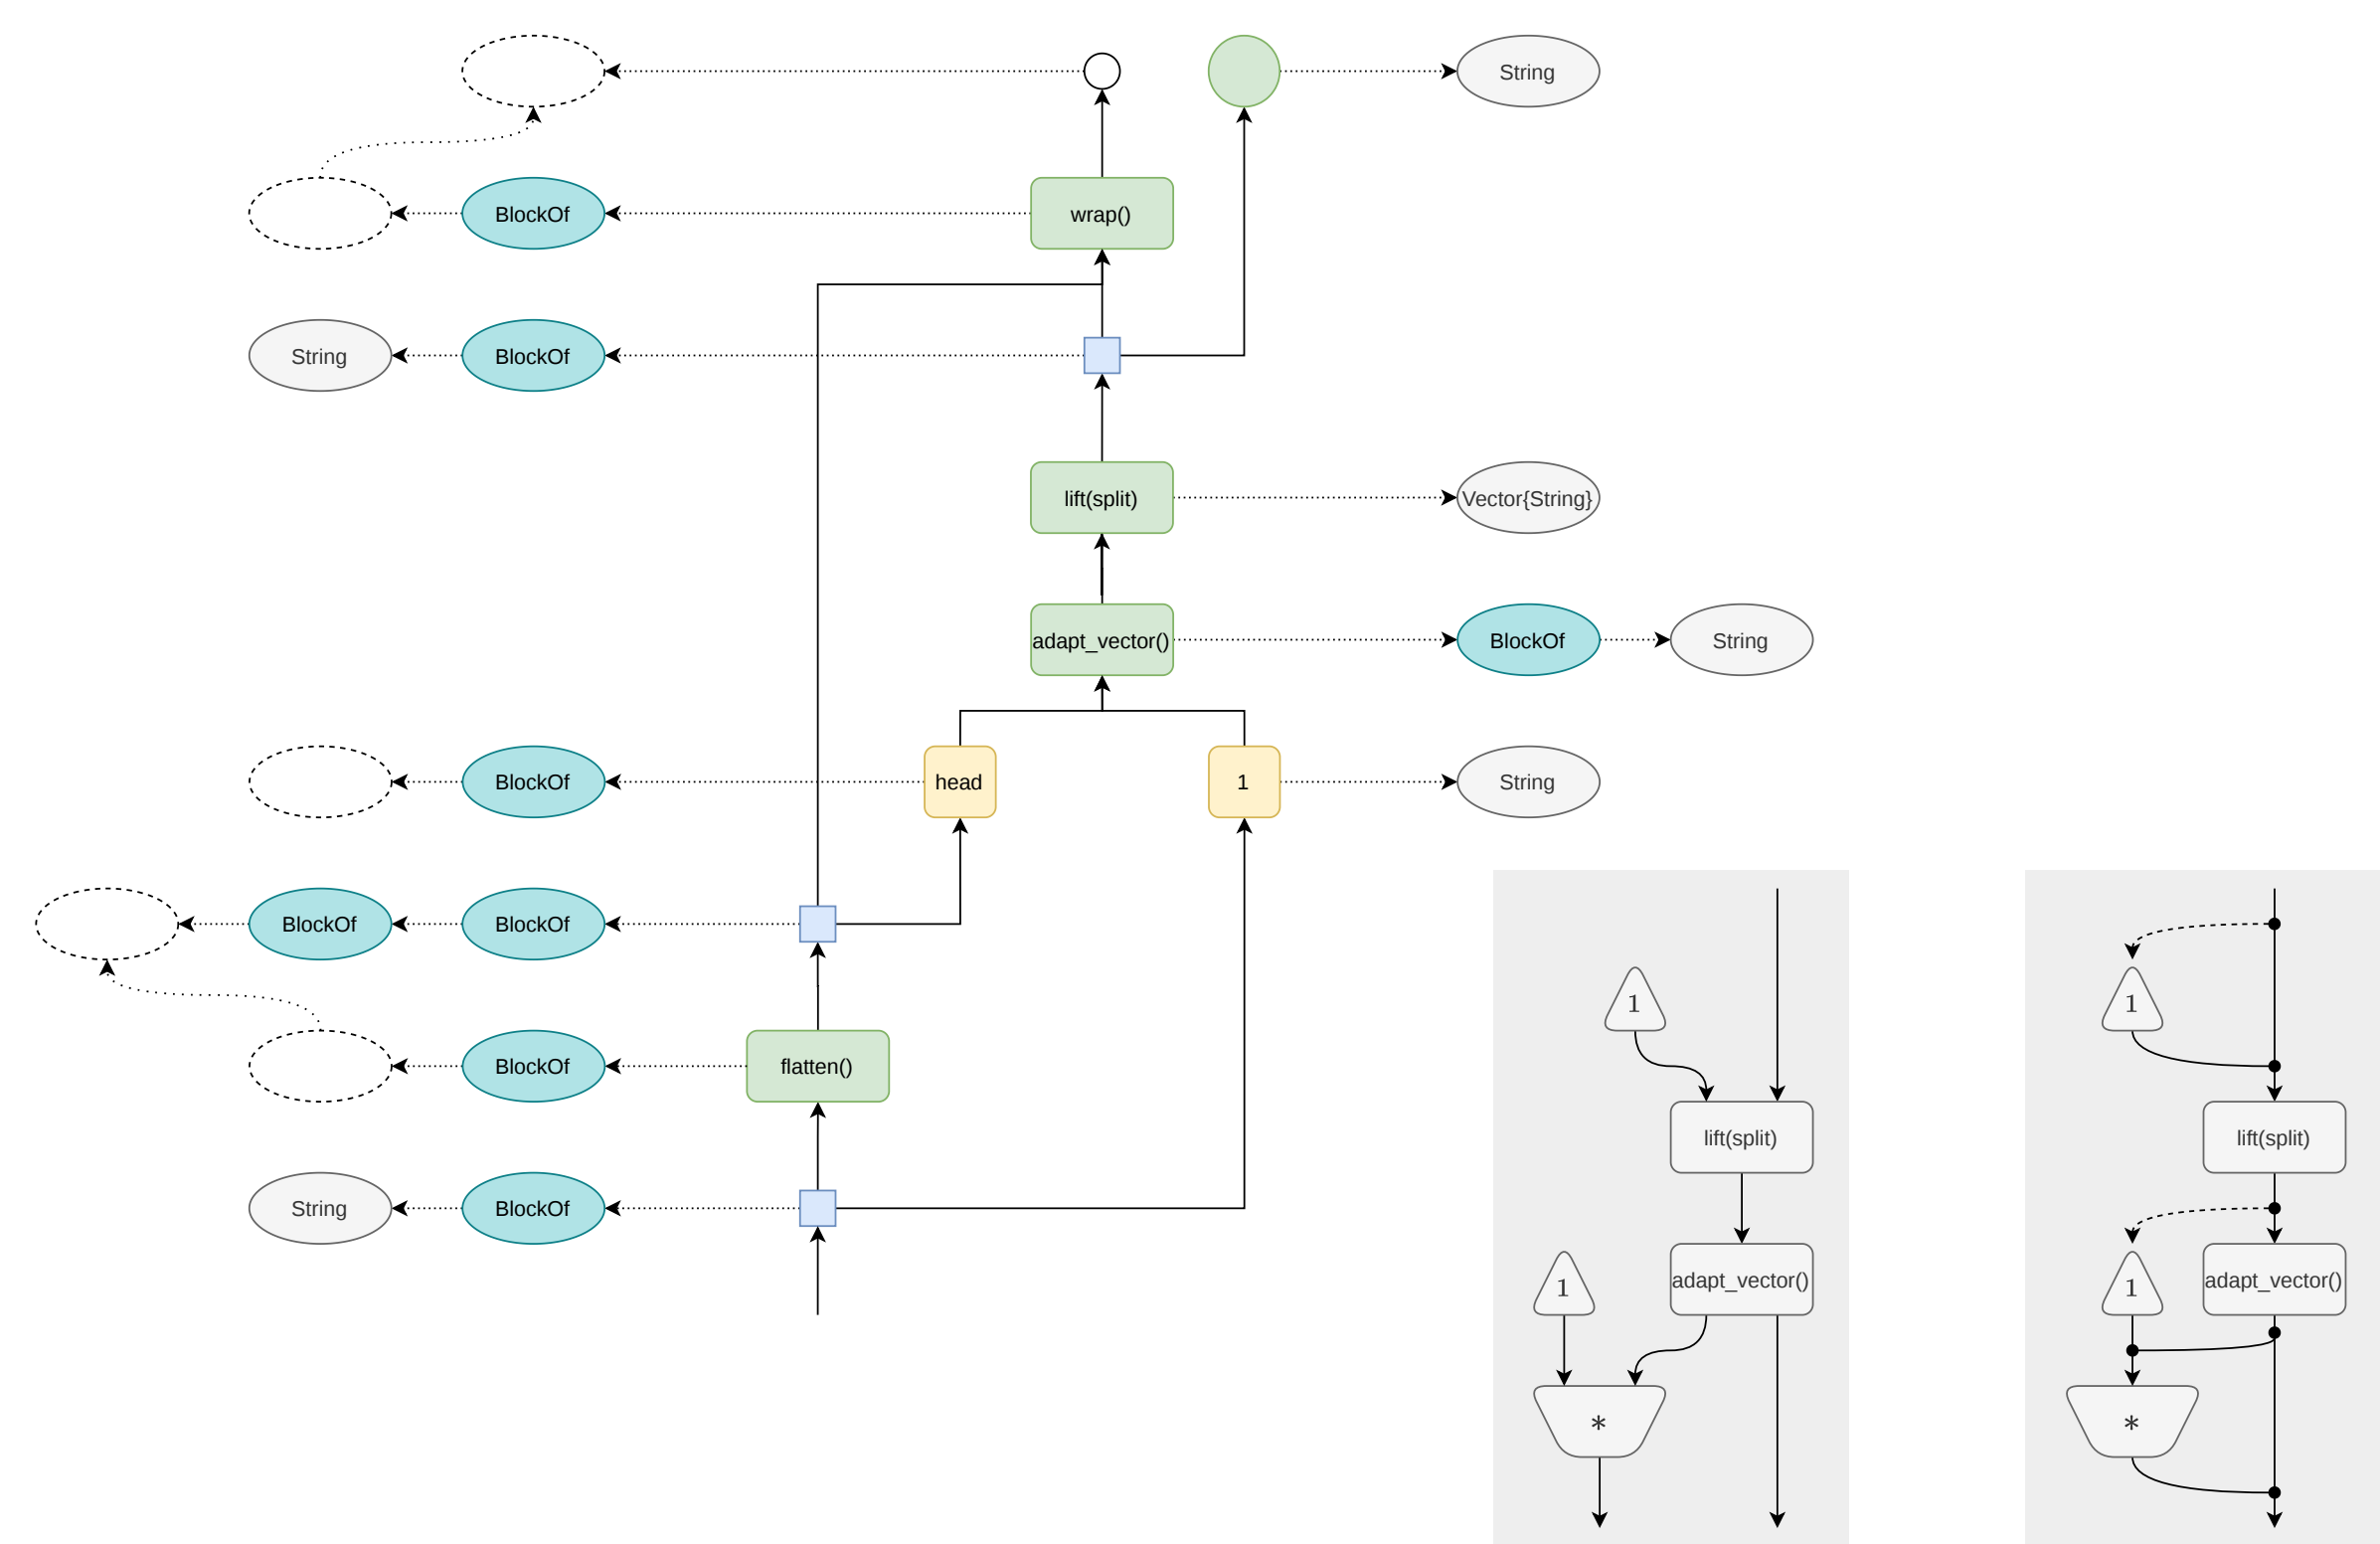 String
BlockOf
wrap()
String
BlockOf
lift(split)
Vector{String}
adapt_vector()
BlockOf
String
BlockOf
head
1
String
BlockOf
BlockOf
1
1
BlockOf
flatten()
lift(split)
lift(split)
String
BlockOf
1
adapt_vector()
1
adapt_vector()
*
*